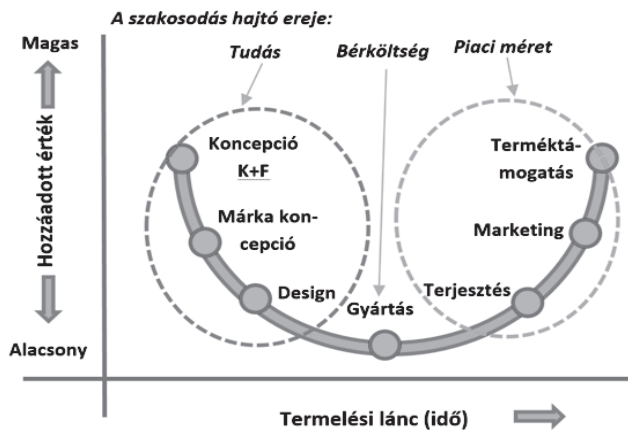 A szakosodás hajtó ereje:
Magas
Tudás
Bérköltség
Piaci méret
Hozzáadott érték
Koncepció
K+F
Márka kon-
cepció
Design
Gyártás
Terjesztés
Marketing
Terméktá-
mogatás
Alacsony
Termelési lánc (idő)